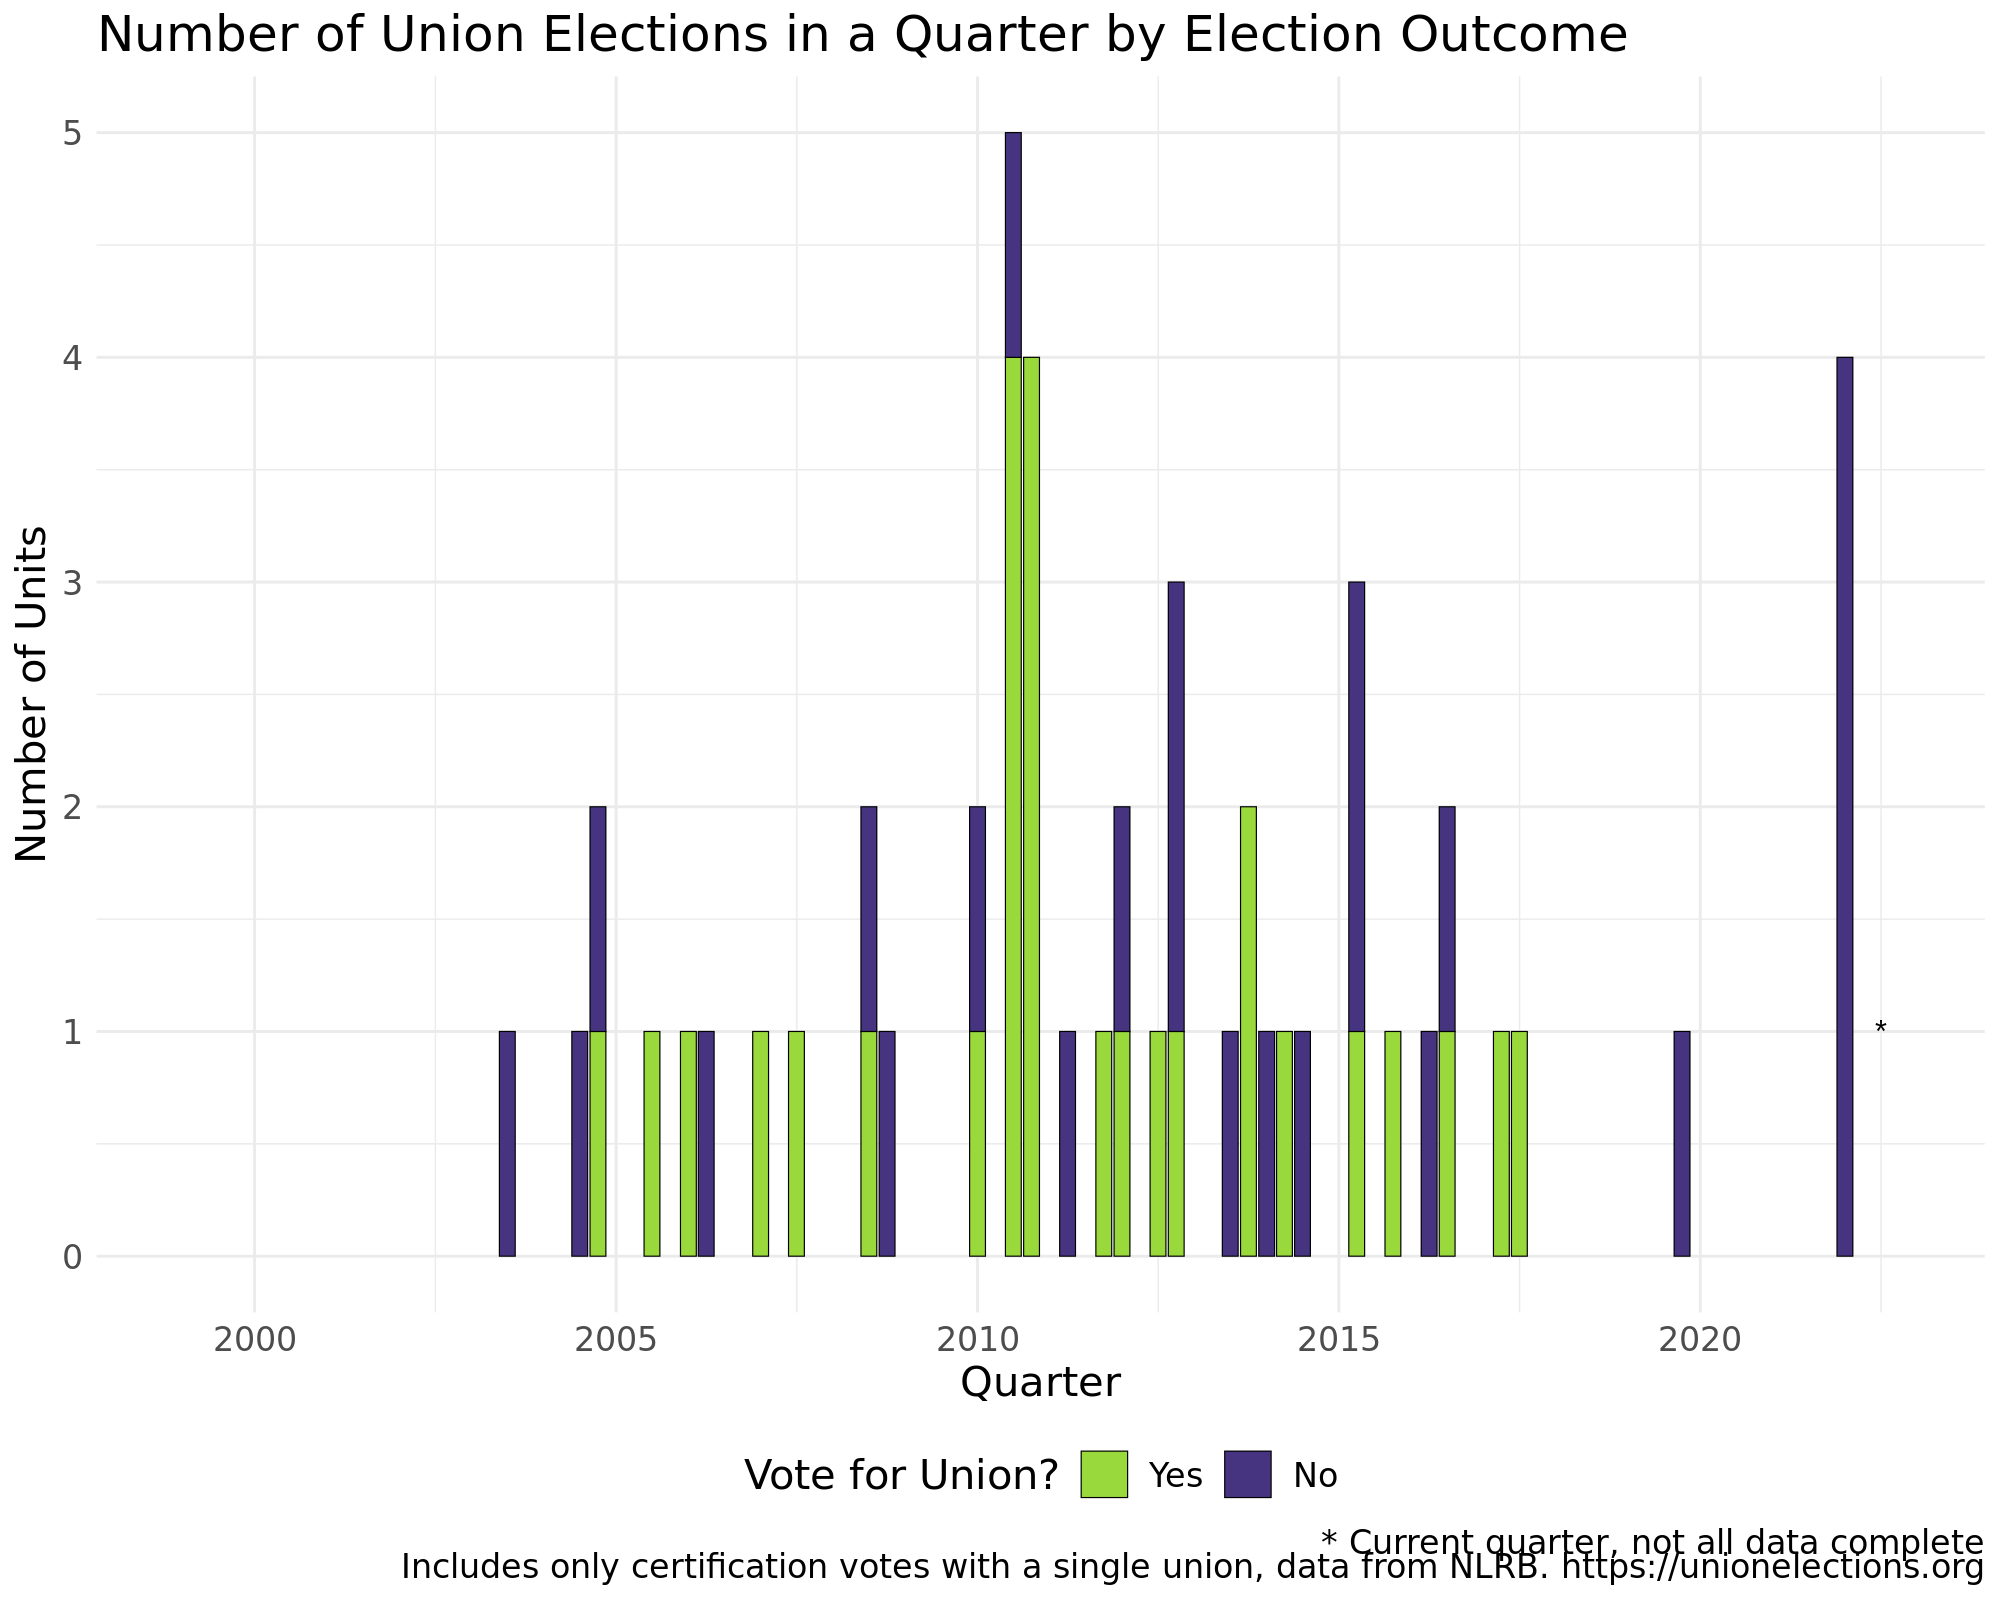 Number of Union Elections in a Quarter by Election Outcome
5
4
3
2
1
0
Number of Units
*
2000 2005 2010 2015 2020
Quarter
Vote for Union? Yes No
* Current quarter, not all data complete
Includes only certification votes with a single union, data from NLRB. https://unionelections.org